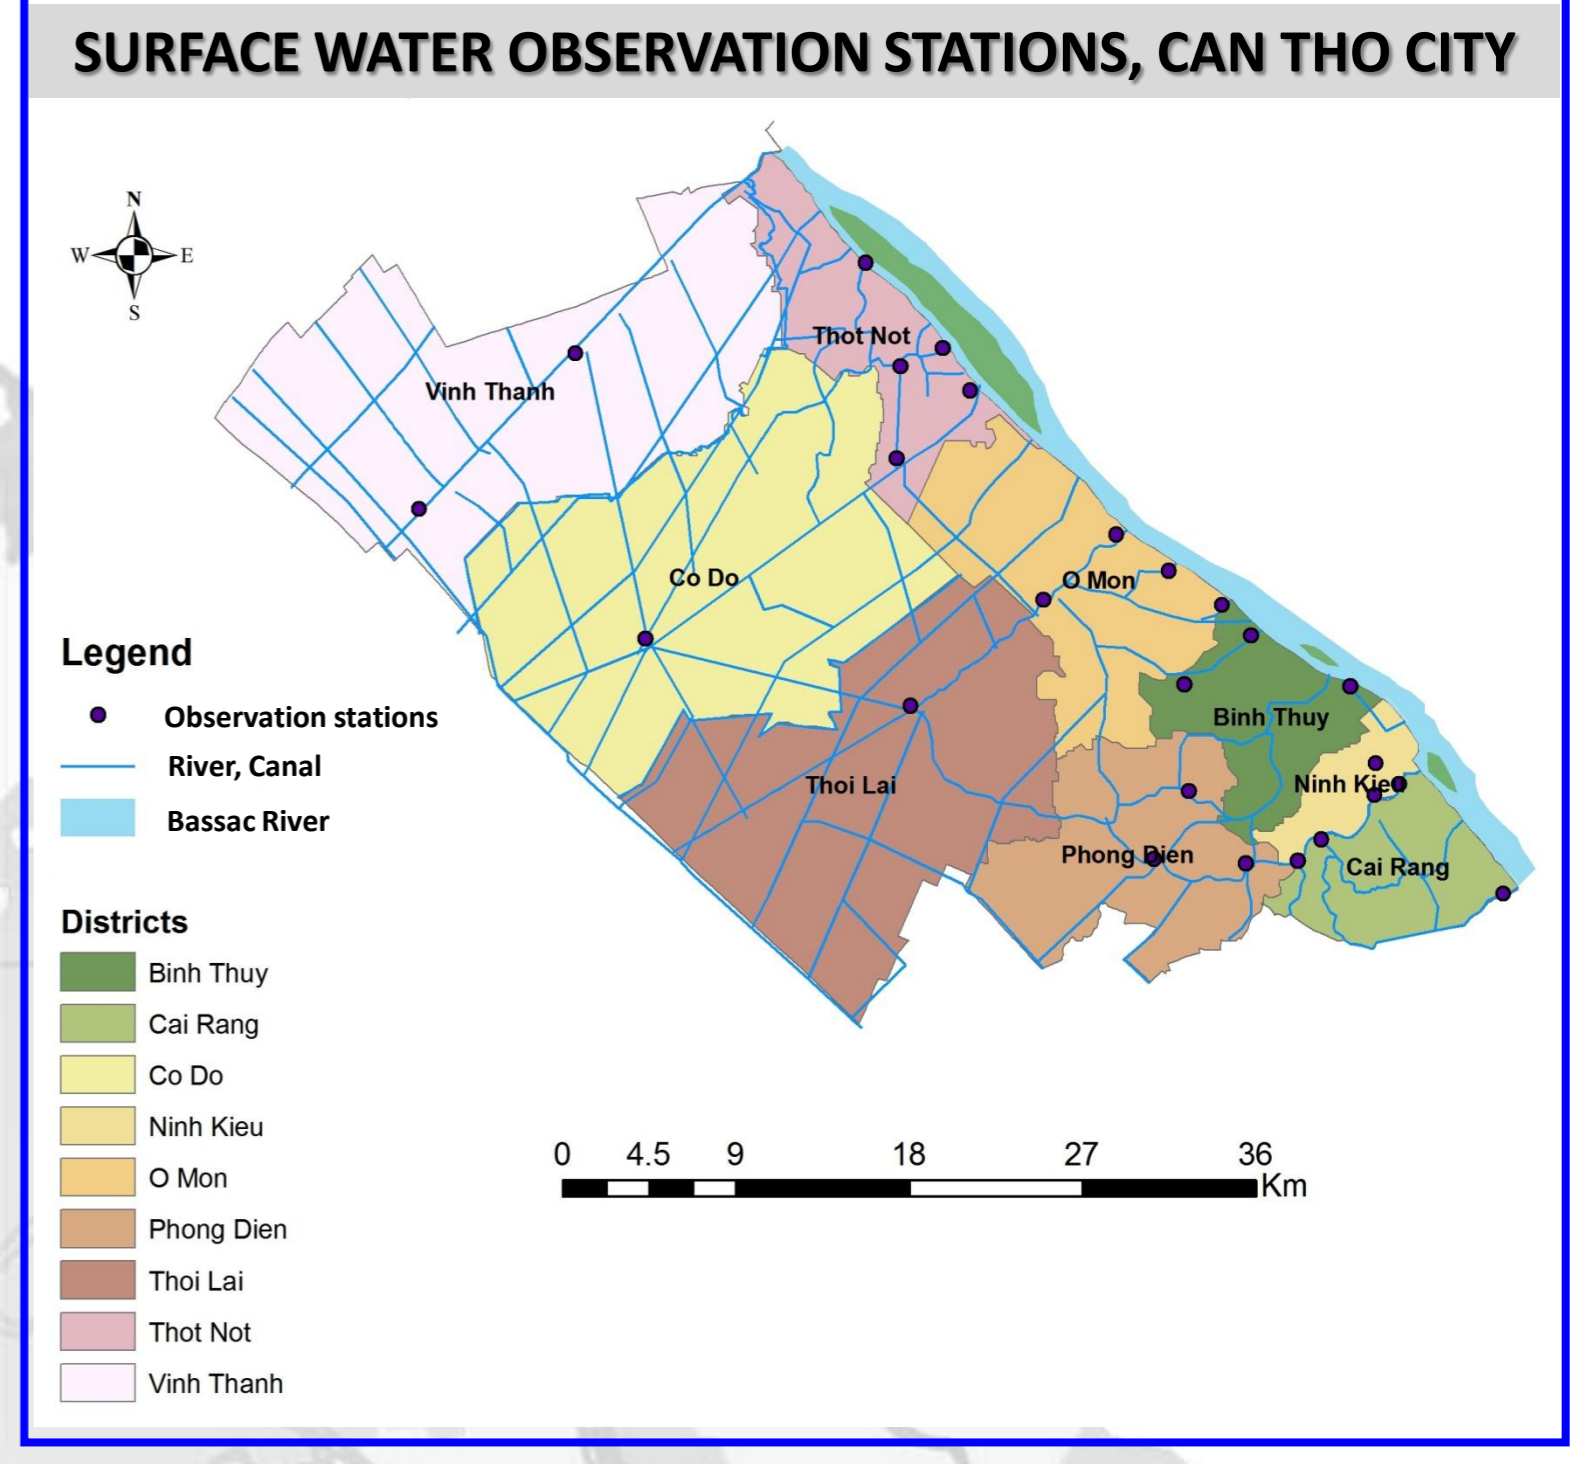 SURFACE WATER OBSERVATION STATIONS, CAN THO CITY
N
W E
S
Thot Not
Vinh Thanh
Co Do
O Mon
Binh Thuy
Thoi Lai
Ninh Kieu
Phong Dien
Cai Rang
Legend
Observation stations
River, Canal
Bassac River
Districts
Binh Thuy
Cai Rang
Co Do
Ninh Kieu
O Mon
Phong Dien
Thoi Lai
Thot Not
Vinh Thanh
0 4.5 9 18 27 36
Km